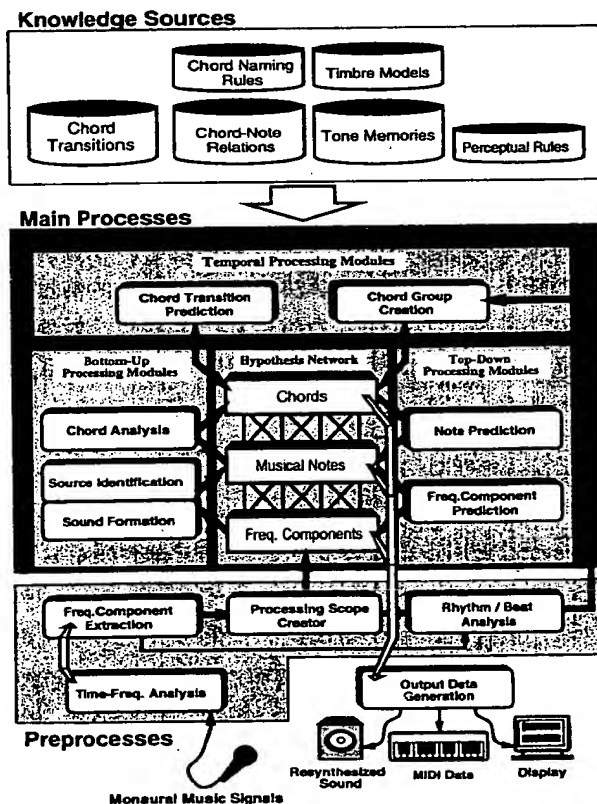 Knowledge Sources
Chord Naming
Rules
Timbre Models
Chord
Transitions
Chord-Note
Relations
Tone Memories
Perceptual Rules
Main Processes
Temporal Processing Modules
Chord Transition
Prediction
Chord Group
Creation
Bottom-Up
Processing Modules
Hypothesis Network
Top-Down
Processing Modules
Chords
Chord Analysis
Note Prediction
Musical Notes
Source Identification
Freq.Component
Prediction
Sound Formation
Freq. Components
Freq.Component
Extraction
Processing Scope
Creator
Rhythm / Beat
Analysis
Time-Freq. Analysis
Output Data
Generation
Preprocesses
Resynthesized
Sound
MIDI Data
Display
Monaural Music Signals